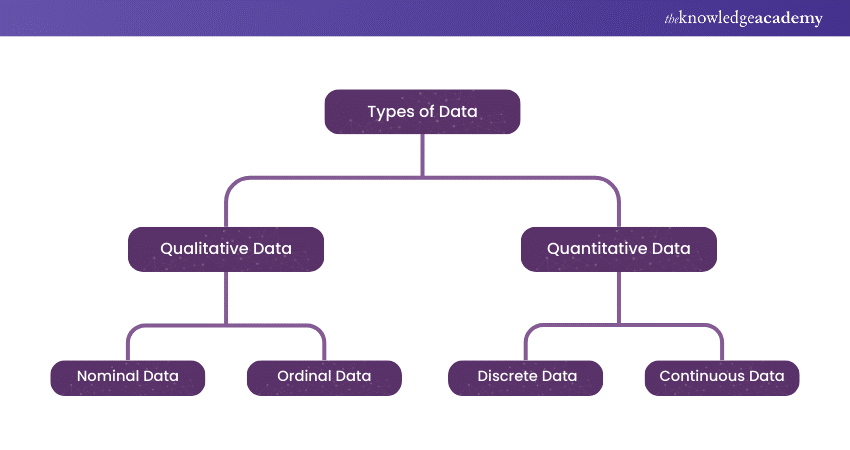 theknowledgeacademy
Types of Data
Qualitative Data
Quantitative Data
Nominal Data
Ordinal Data
Discrete Data
Continuous Data